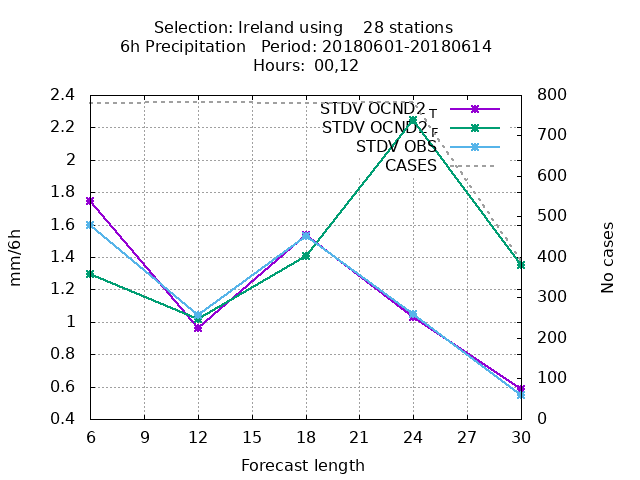 Selection: Ireland using    28 stations
6h Precipitation   Period: 20180601-20180614
Hours: 00,12
2.4
2.2
2
1.8
1.6
1.4
1.2
1
0.8
0.6
0.4
mm/6h
800
700
600
500
400
300
200
100
0
No cases
STDV OCND2_T
STDV OCND2_F
STDV OBS
CASES
6 9 12 15 18 21 24 27 30
Forecast length